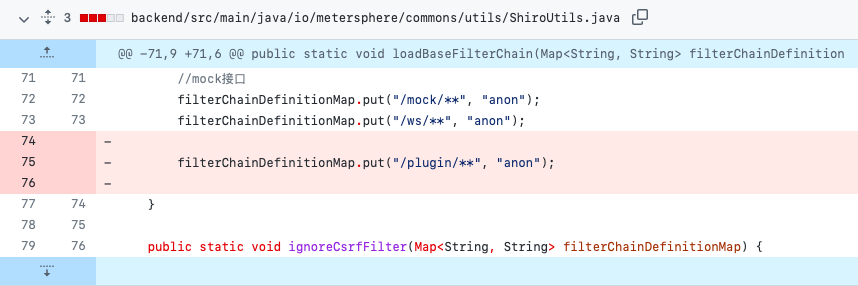 3 backend/src/main/java/io/metersphere/commons/utils/ShiroUtils.java
@@ -71,9 +71,6 @@ public static void loadBaseFilterChain(Map<String, String> filterChainDefinition
71 71 //mock接口
72 72 filterChainDefinitionMap.put("/mock/**", "anon");
73 73 filterChainDefinitionMap.put("/ws/**", "anon");
74 -
75 - filterChainDefinitionMap.put("/plugin/**", "anon");
76 -
77 74 }
78 75
79 76 public static void ignoreCsrfFilter(Map<String, String> filterChainDefinitionMap) {